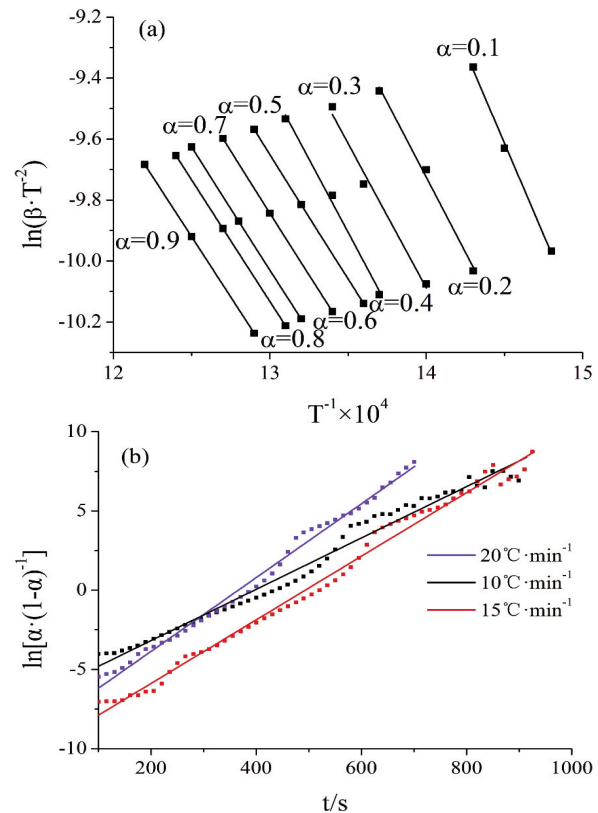 (a)
-9.2
-9.4
-9.6
-9.8
-10.0
-10.2
ln(β·T⁻²)
α=0.1
α=0.3
α=0.5
α=0.7
α=0.9
α=0.2
α=0.4
α=0.6
α=0.8
12 13 14 15
T⁻¹×10⁴
(b)
10
5
0
-5
-10
ln[α·(1-α)⁻¹]
20℃·min⁻¹
10℃·min⁻¹
15℃·min⁻¹
200 400 600 800 1000
t/s